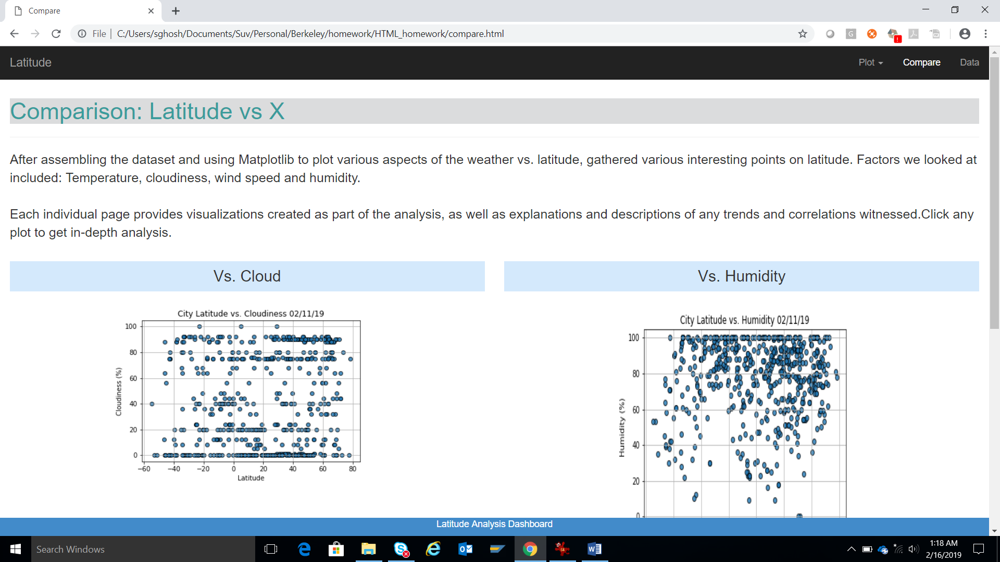 Compare
File
C:/Users/sghosh/Documents/Suv/Personal/Berkeley/homework/HTML_homework/compare.html
Latitude
Plot
Compare
Data
Comparison: Latitude vs X
After assembling the dataset and using Matplotlib to plot various aspects of the weather vs. latitude, gathered various interesting points on latitude. Factors we looked at
included: Temperature, cloudiness, wind speed and humidity.
Each individual page provides visualizations created as part of the analysis, as well as explanations and descriptions of any trends and correlations witnessed.Click any
plot to get in-depth analysis.
Vs. Cloud
Vs. Humidity
City Latitude vs. Cloudiness 02/11/19
100
80
60
40
20
0
Cloudiness (%)
−60 −40 −20 0 20 40 60 80
Latitude
City Latitude vs. Humidity 02/11/19
100
80
60
40
20
0
Humidity (%)
Latitude Analysis Dashboard
Search Windows
1:18 AM
2/16/2019